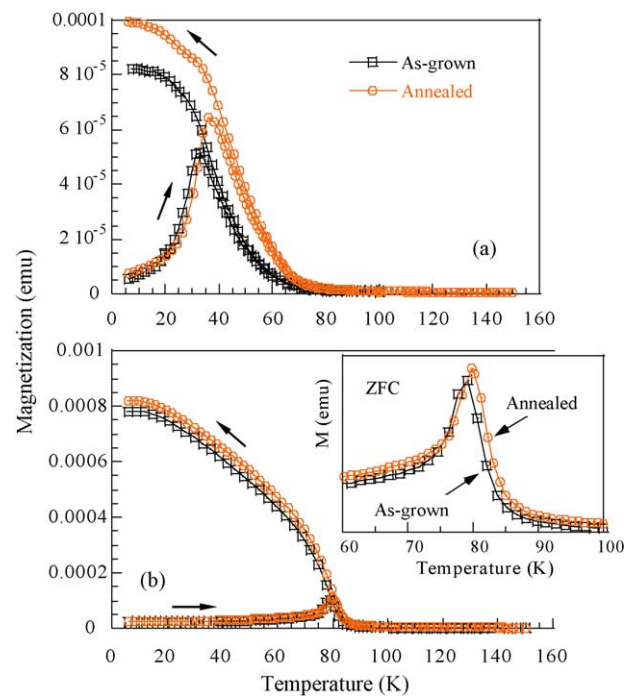 0.0001
8 10⁻⁵
6 10⁻⁵
4 10⁻⁵
2 10⁻⁵
0
As-grown
Annealed
(a)
0 20 40 60 80 100 120 140 160
Magnetization (emu)
0.001
0.0008
0.0006
0.0004
0.0002
0
(b)
ZFC
M (emu)
Annealed
As-grown
60 70 80 90 100
Temperature (K)
0 20 40 60 80 100 120 140 160
Temperature (K)